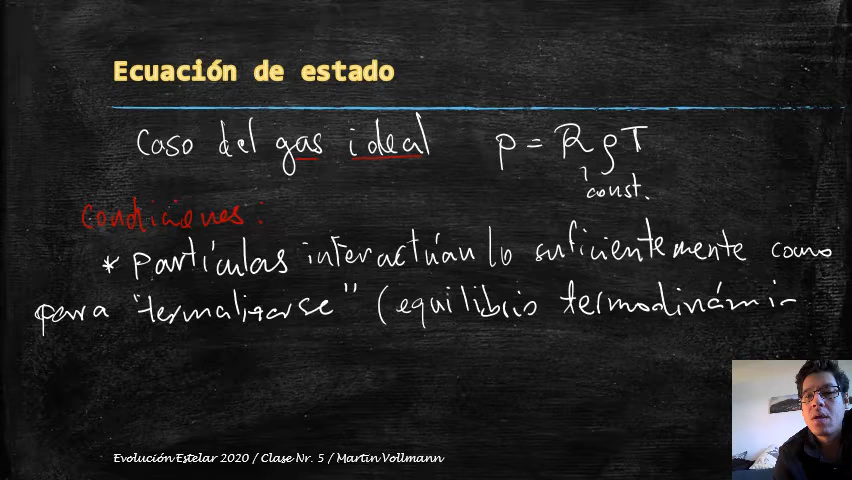 Ecuación de estado
Caso del gas ideal p = RρT
const.
Condiciones:
* partículas interactúan lo suficientemente como
para "termalizarse" (equilibrio termodinámi-
Evolución Estelar 2020 / Clase Nr. 5 / Martin Vollmann